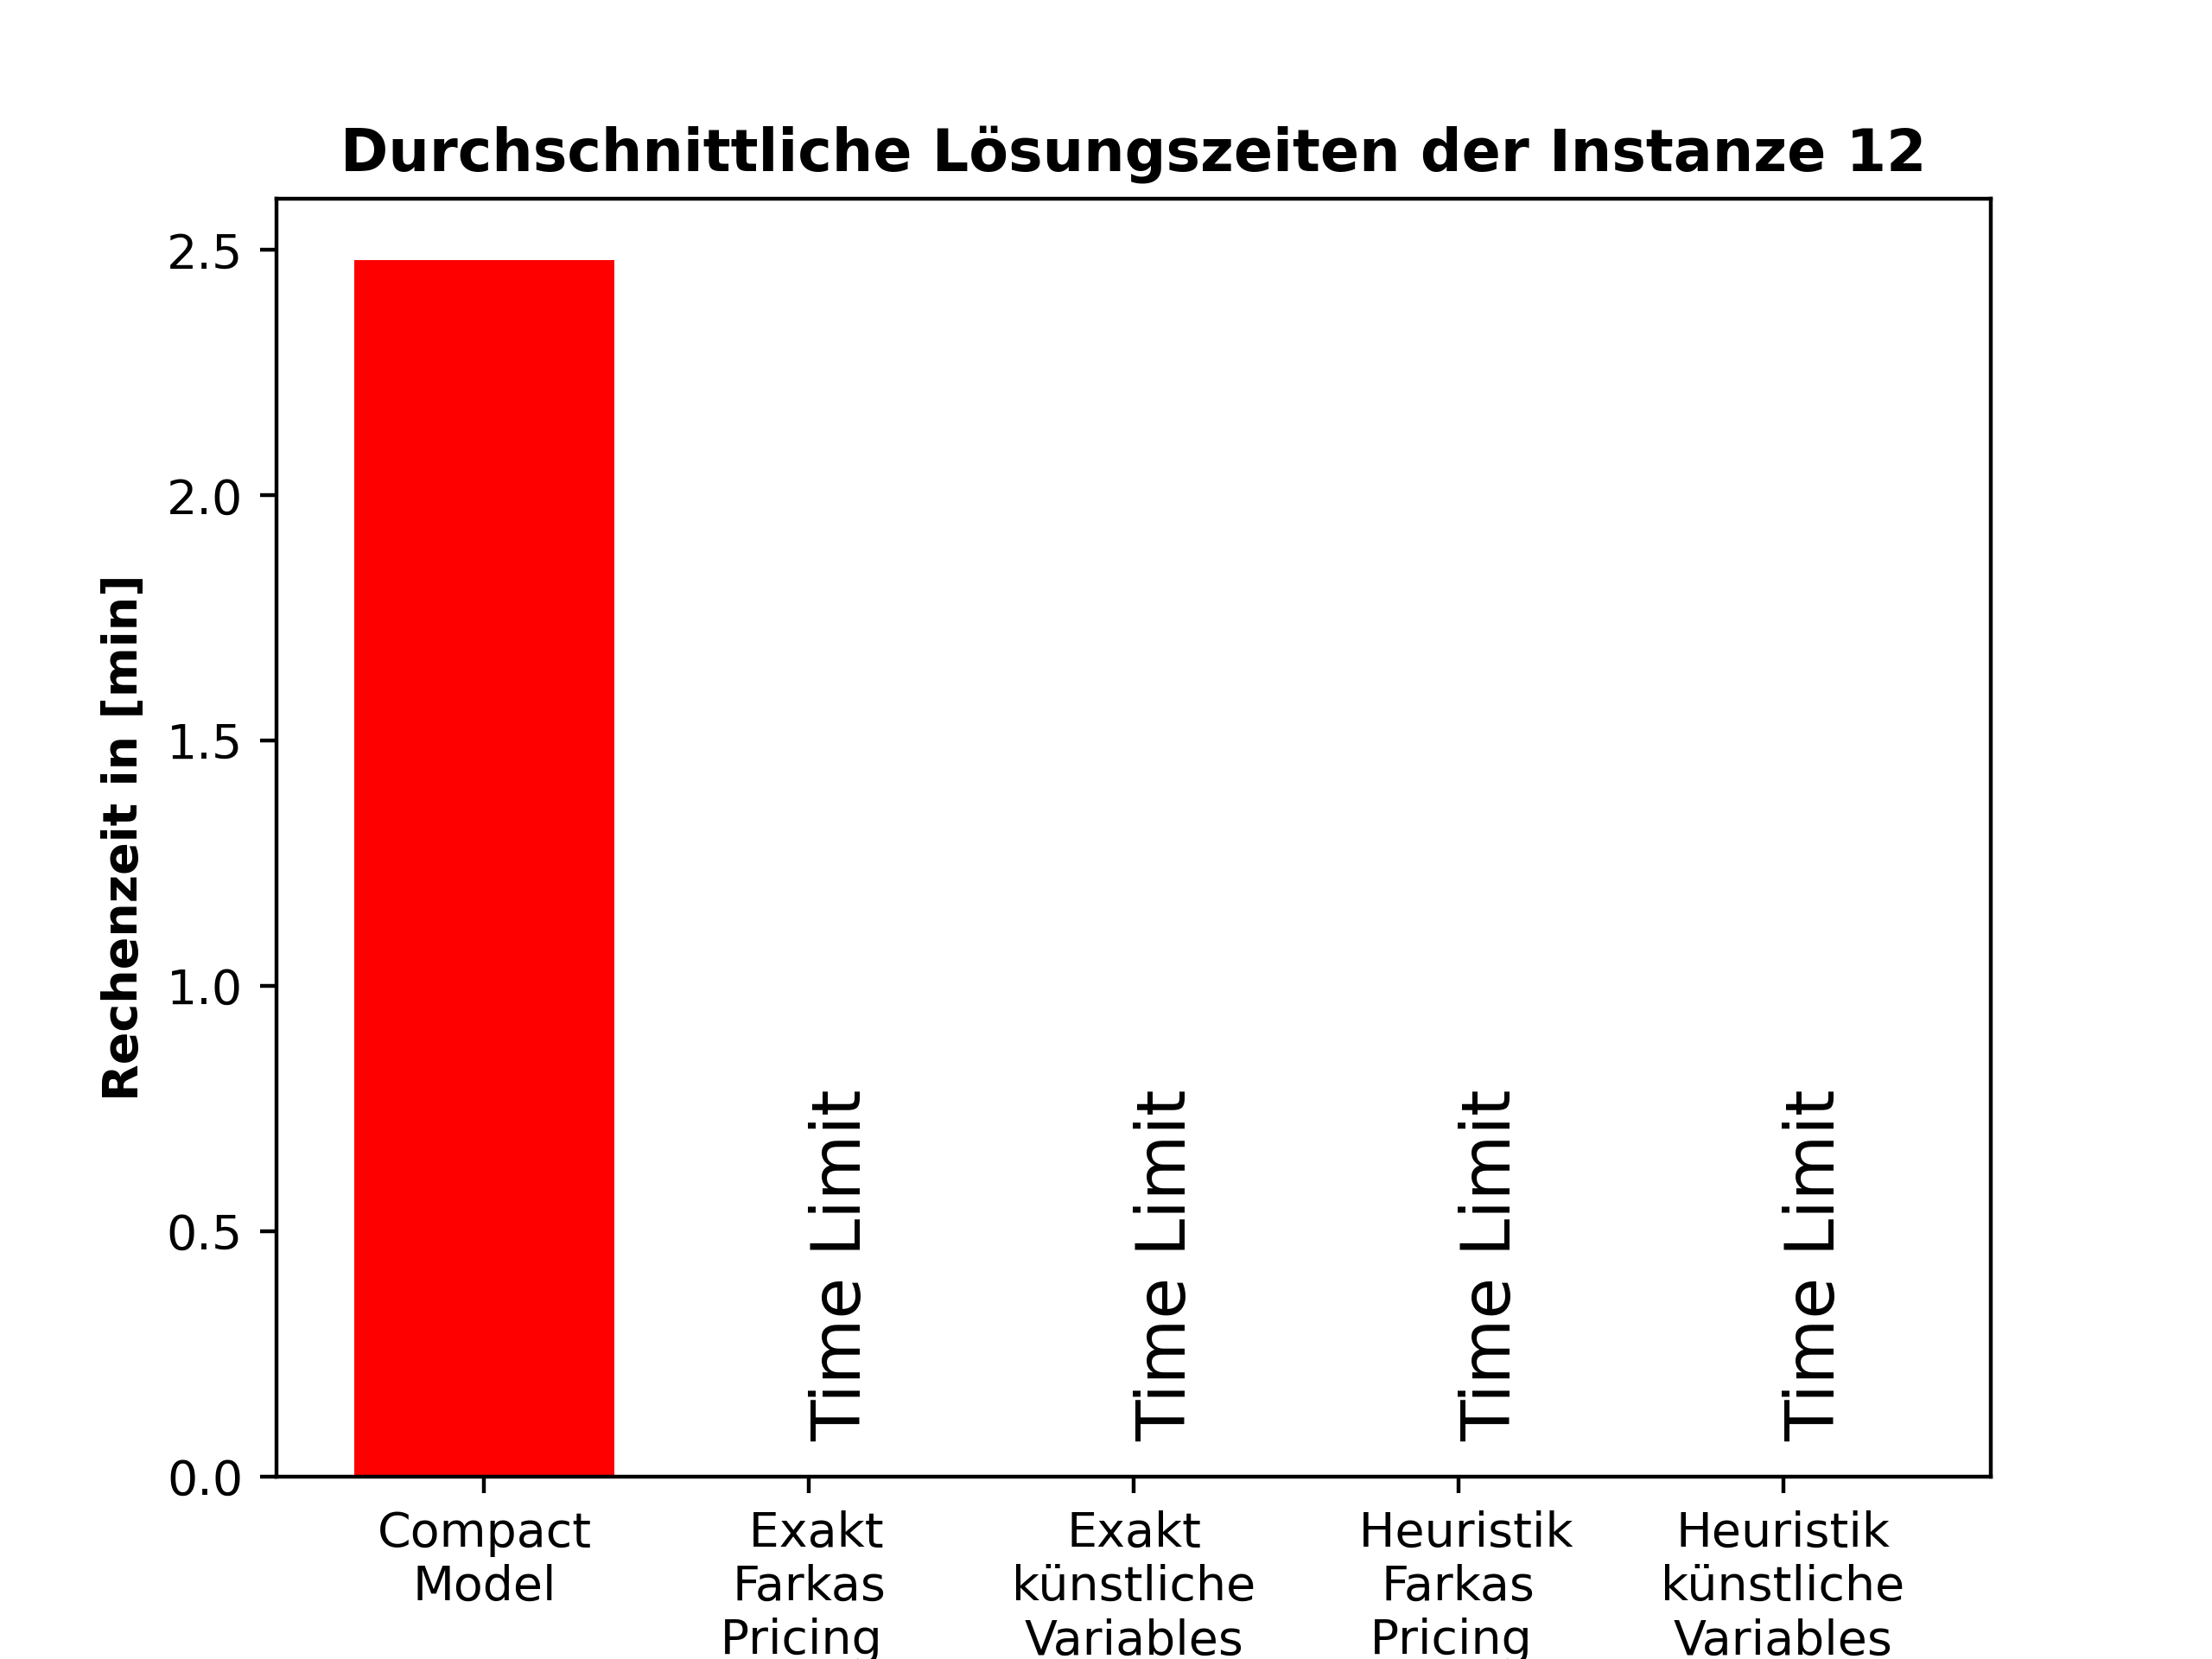 Durchschnittliche Lösungszeiten der Instanze 12
Rechenzeit in [min]
2.5
2.0
1.5
1.0
0.5
0.0
Time Limit
Time Limit
Time Limit
Time Limit
Compact
Model
Exakt
Farkas
Pricing
Exakt
künstliche
Variables
Heuristik
Farkas
Pricing
Heuristik
künstliche
Variables